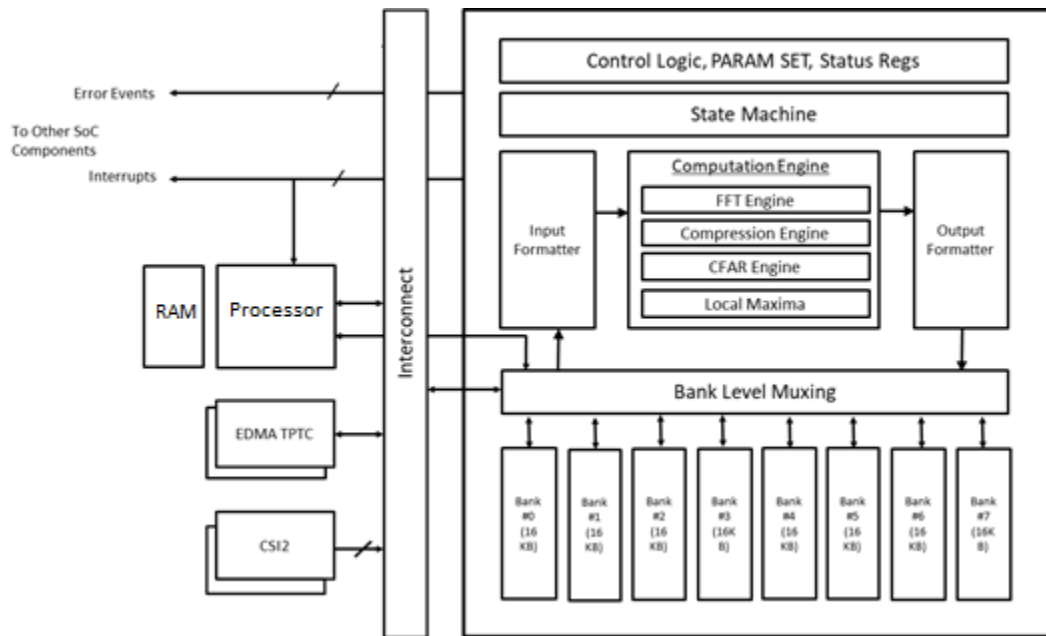 Control Logic, PARAM SET, Status Regs
Error Events
State Machine
To Other SoC
Components
Interrupts
Computation Engine
FFT Engine
Compression Engine
CFAR Engine
Local Maxima
Input
Formatter
Output
Formatter
RAM
Processor
Interconnect
Bank Level Muxing
EDMA TPTC
CSI2
Bank
#0
(16
KB)
Bank
#1
(16
KB)
Bank
#2
(16
KB)
Bank
#3
(16K
B)
Bank
#4
(16
KB)
Bank
#5
(16
KB)
Bank
#6
(16
KB)
Bank
#7
(16K
B)